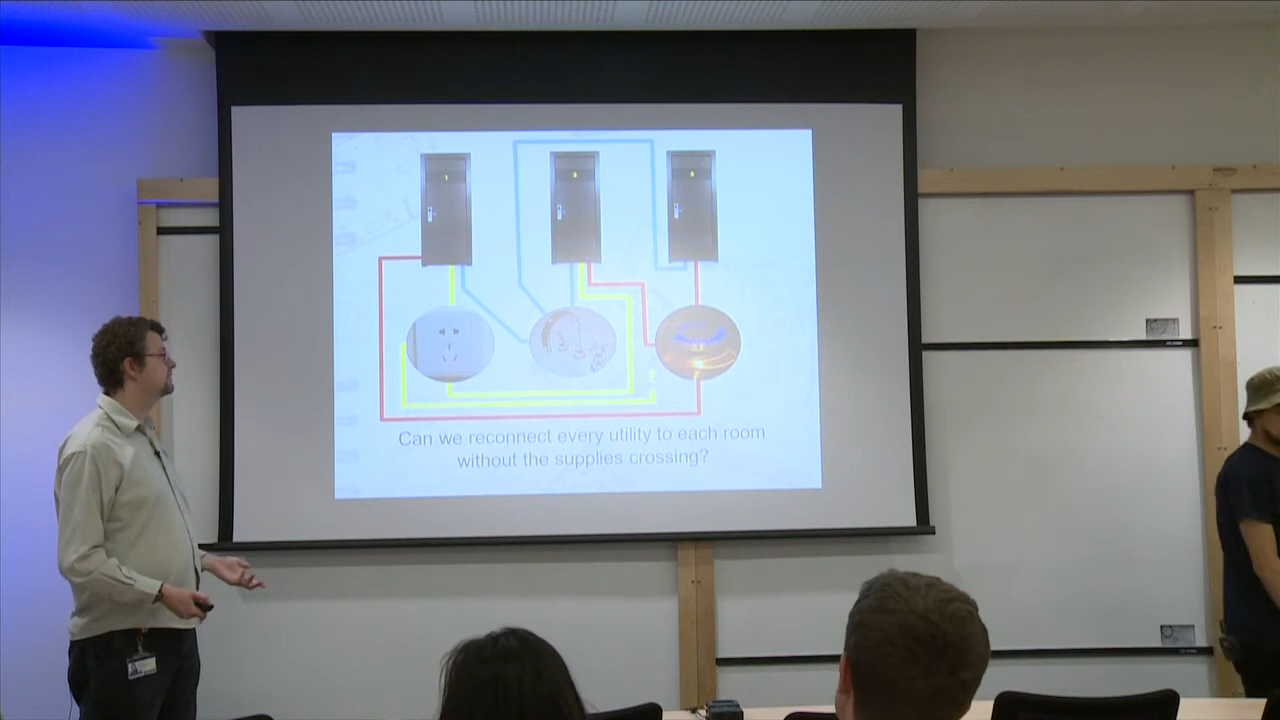 Can we reconnect every utility to each room
without the supplies crossing?